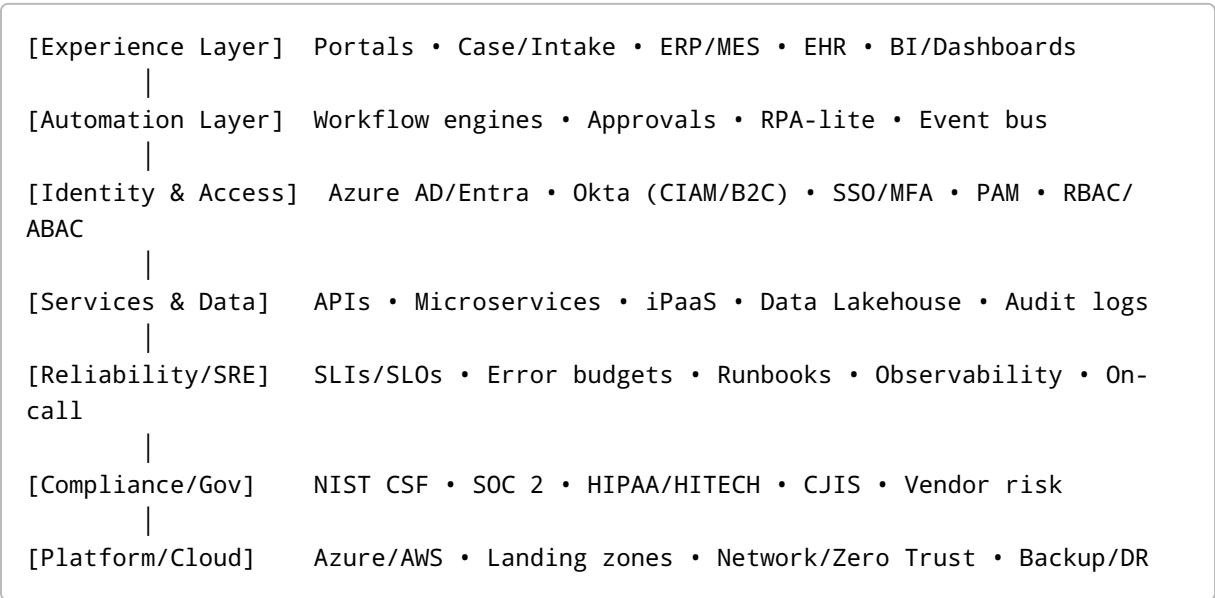 [Experience Layer]  Portals • Case/Intake • ERP/MES • EHR • BI/Dashboards
|
[Automation Layer]  Workflow engines • Approvals • RPA-lite • Event bus
|
[Identity & Access]  Azure AD/Entra • Okta (CIAM/B2C) • SSO/MFA • PAM • RBAC/
ABAC
|
[Services & Data]   APIs • Microservices • iPaaS • Data Lakehouse • Audit logs
|
[Reliability/SRE]   SLIs/SLOs • Error budgets • Runbooks • Observability • On-
call
|
[Compliance/Gov]    NIST CSF • SOC 2 • HIPAA/HITECH • CJIS • Vendor risk
|
[Platform/Cloud]    Azure/AWS • Landing zones • Network/Zero Trust • Backup/DR